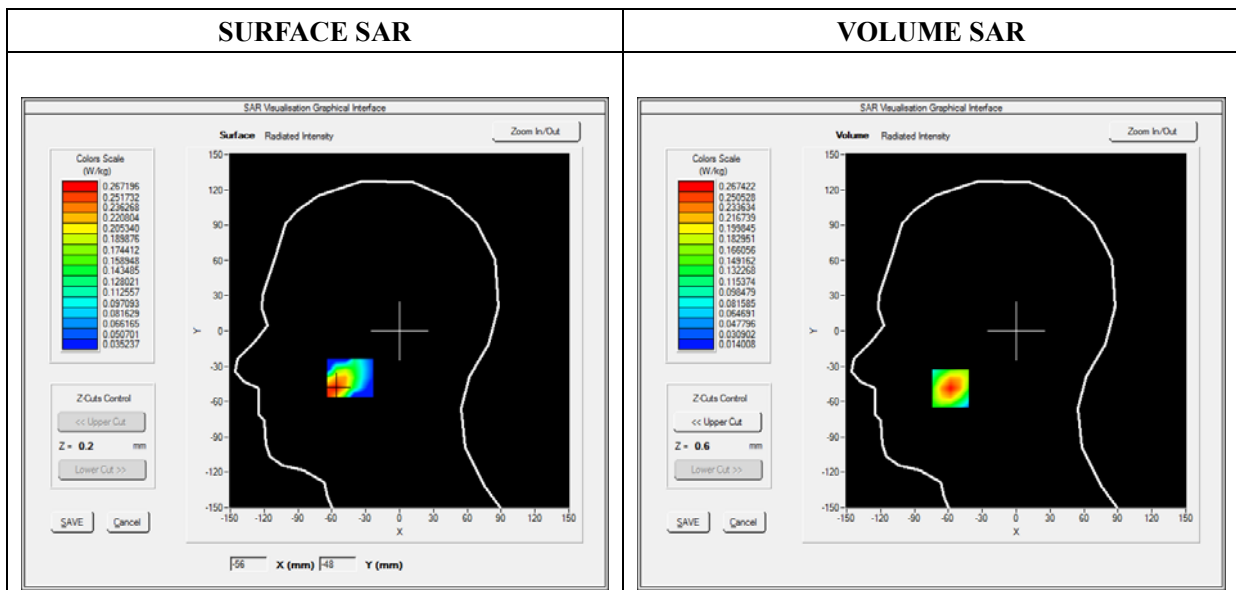 SURFACE SAR
VOLUME SAR
SAR Visualisation Graphical Interface
Surface Radiated Intensity
Zoom In/Out
Colors Scale
(W/kg)
0.267196
0.251732
0.236268
0.220804
0.205340
0.189876
0.174412
0.158948
0.143485
0.128021
0.112557
0.097093
0.081629
0.066165
0.050701
0.035237
150
120
90
60
30
0
-30
-60
-90
-120
-150
Y
-150 -120 -90 -60 -30 0 30 60 90 120 150
X
Z-Cuts Control
<< Upper Cut
Z = 0.2 mm
Lower Cut >>
SAVE Cancel
-56 X (mm) -48 Y (mm)
SAR Visualisation Graphical Interface
Volume Radiated Intensity
Zoom In/Out
Colors Scale
(W/kg)
0.267422
0.250528
0.233634
0.216739
0.199845
0.182951
0.166056
0.149162
0.132268
0.115374
0.098479
0.081585
0.064691
0.047796
0.030902
0.014008
150
120
90
60
30
0
-30
-60
-90
-120
-150
Y
-150 -120 -90 -60 -30 0 30 60 90 120 150
X
Z-Cuts Control
<< Upper Cut
Z = 0.6 mm
Lower Cut >>
SAVE Cancel